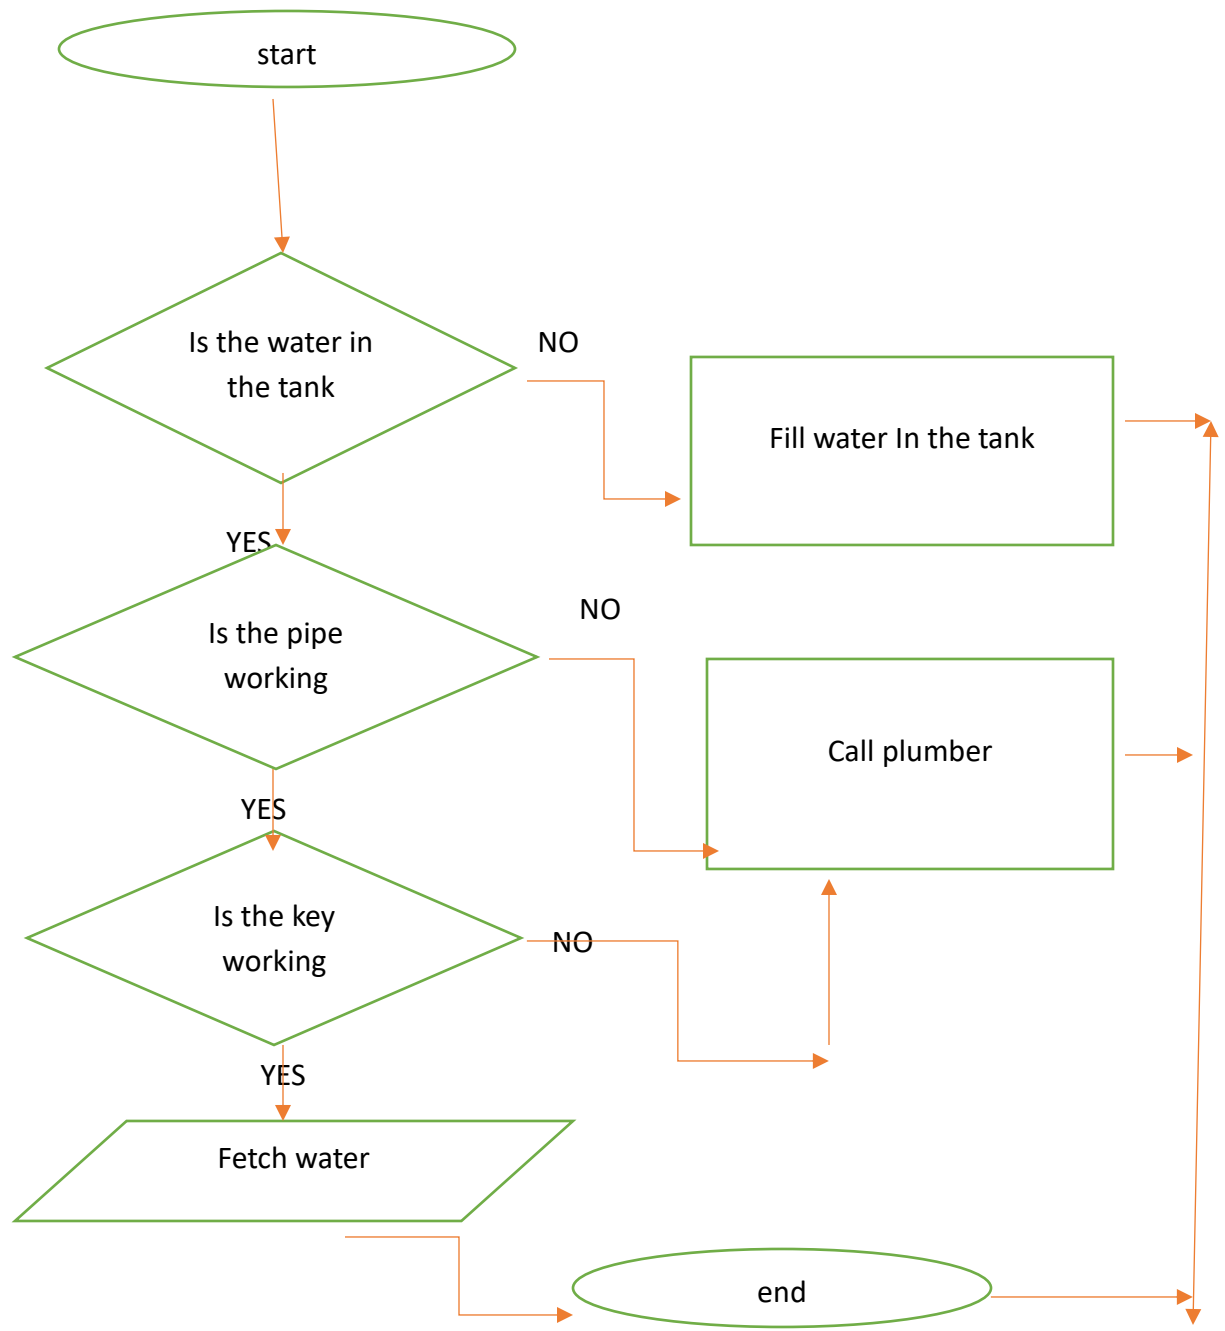 start
Is the water in
the tank
NO
Fill water In the tank
YES
Is the pipe
working
NO
Call plumber
YES
Is the key
working
NO
YES
Fetch water
end